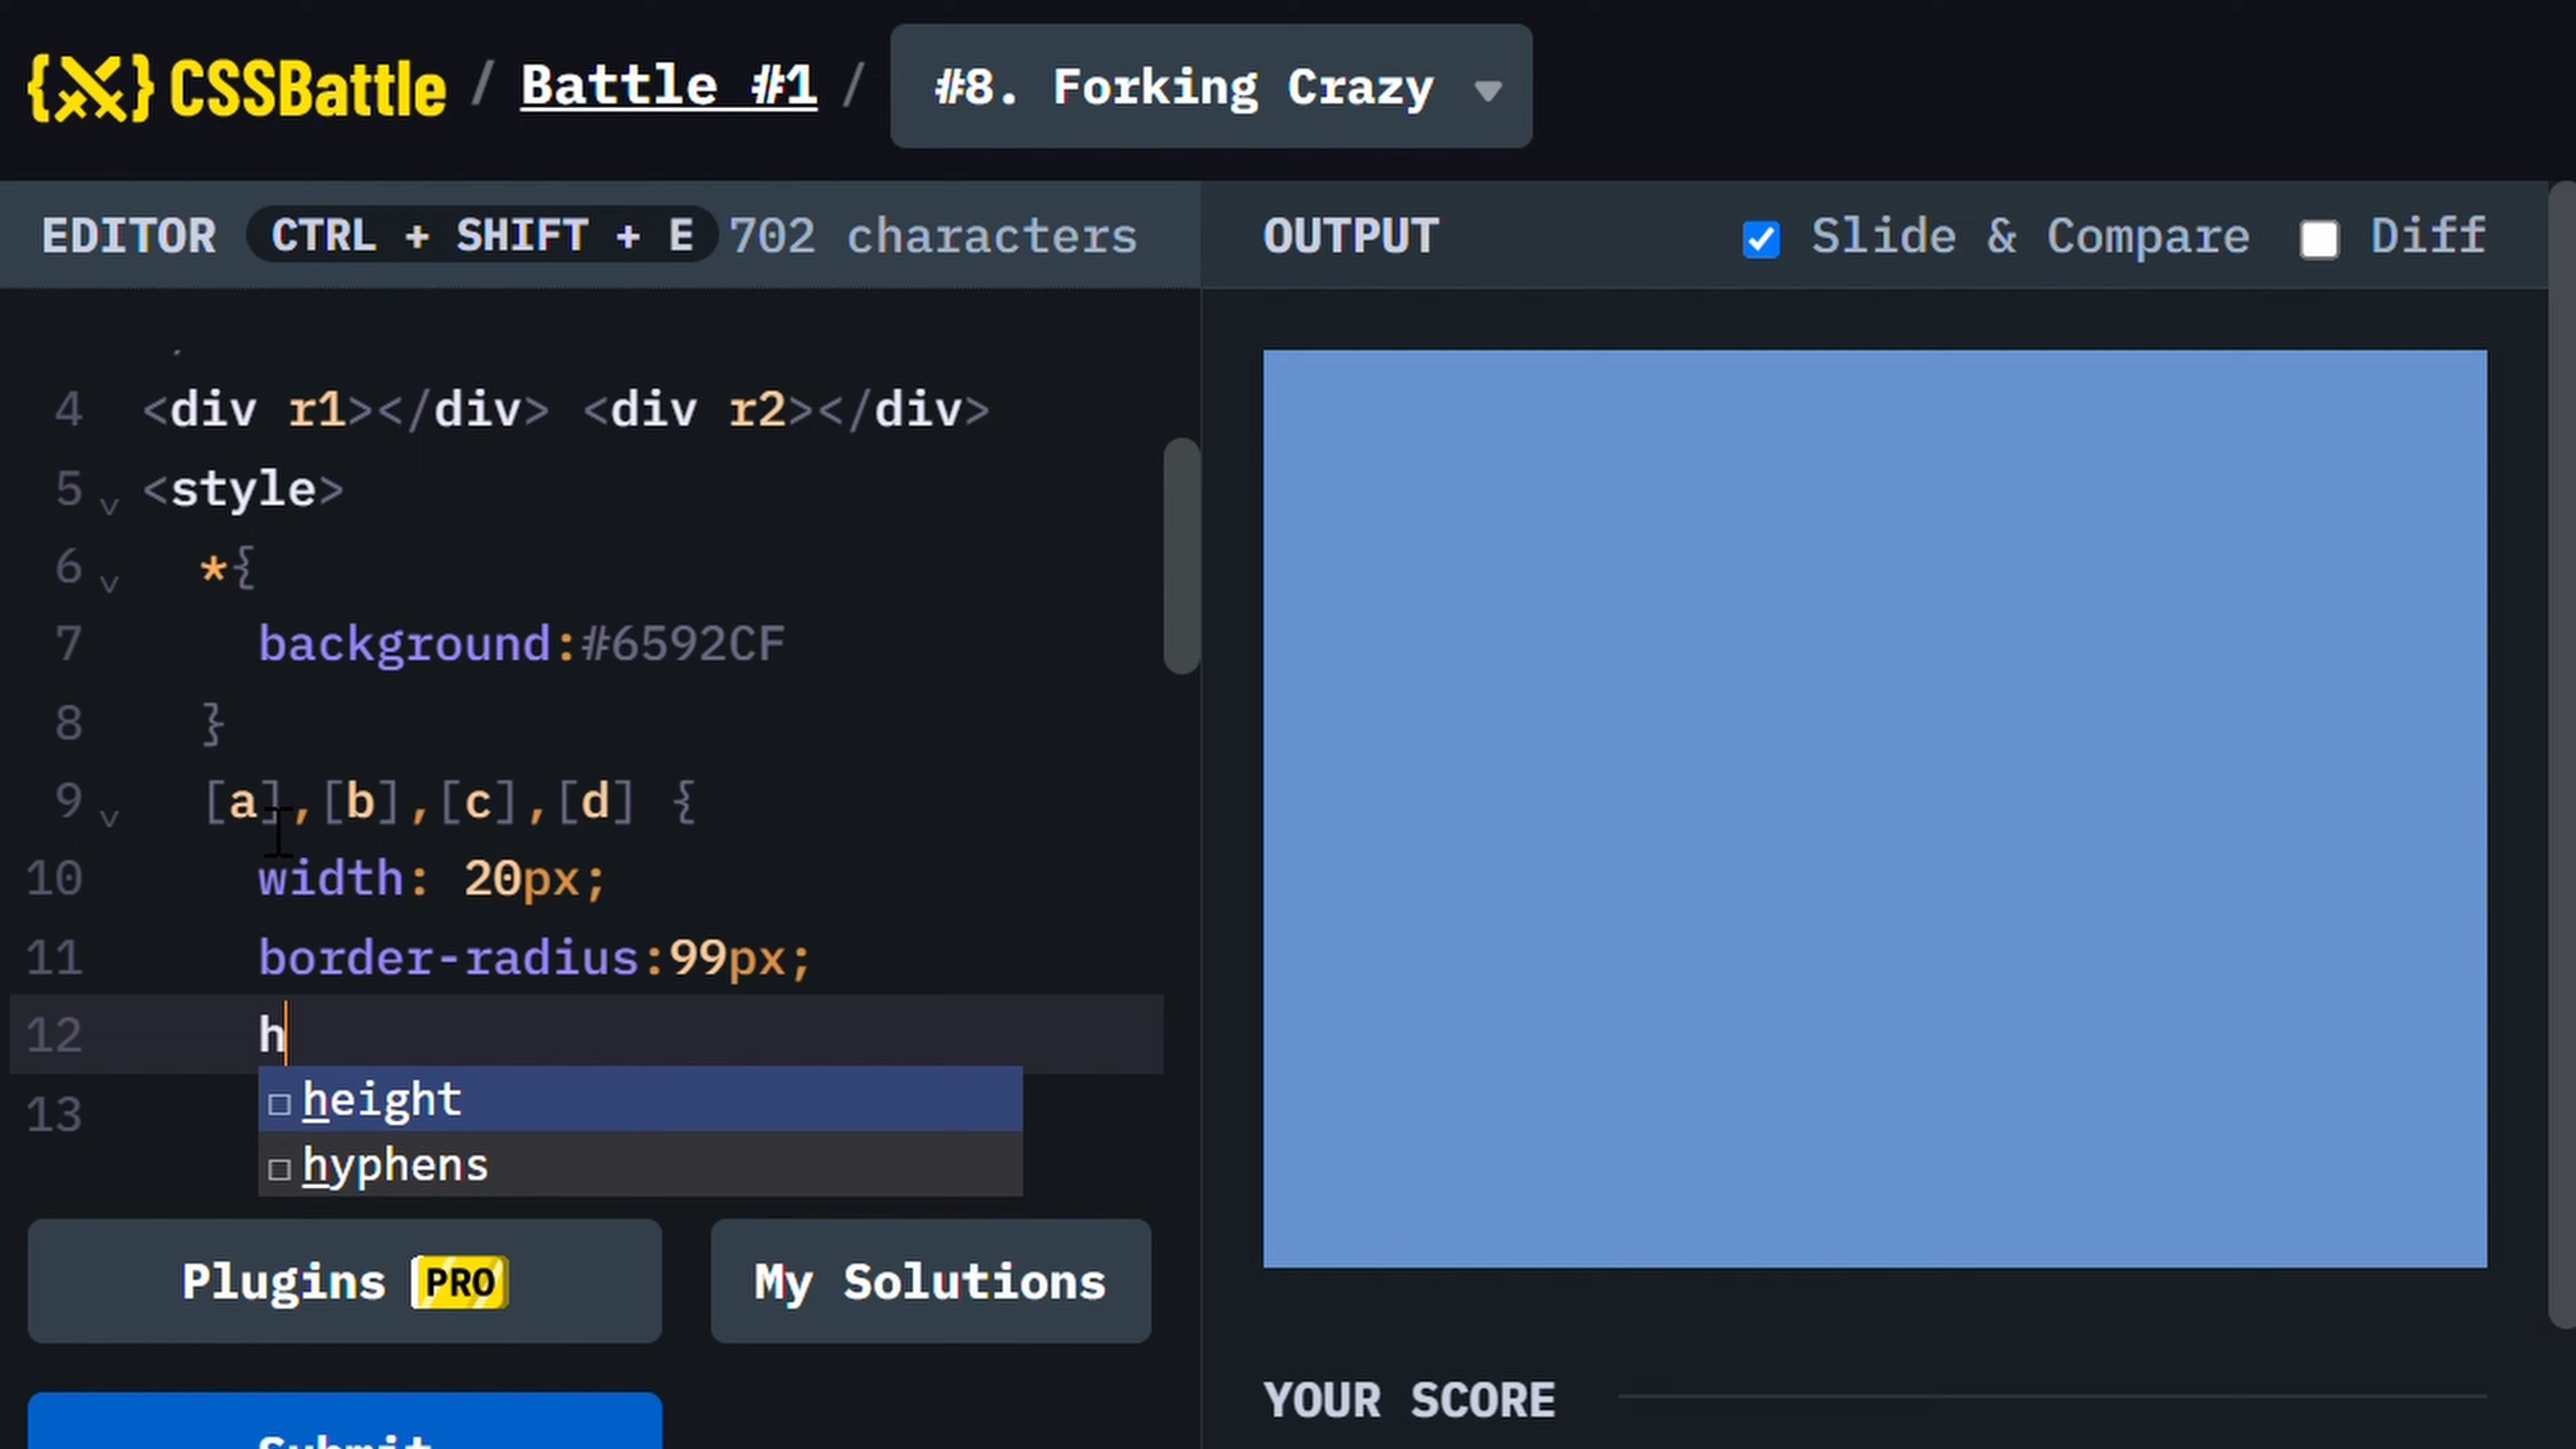 {⚔} CSSBattle / Battle #1 / #8. Forking Crazy ▼
EDITOR CTRL + SHIFT + E 702 characters
OUTPUT Slide & Compare Diff
4 <div r1></div> <div r2></div>
5 <style>
6 *{
7 background:#6592CF
8 }
9 [a],[b],[c],[d] {
10 width: 20px;
11 border-radius:99px;
12 h
height
13
hyphens
Plugins PRO
My Solutions
YOUR SCORE
Submit